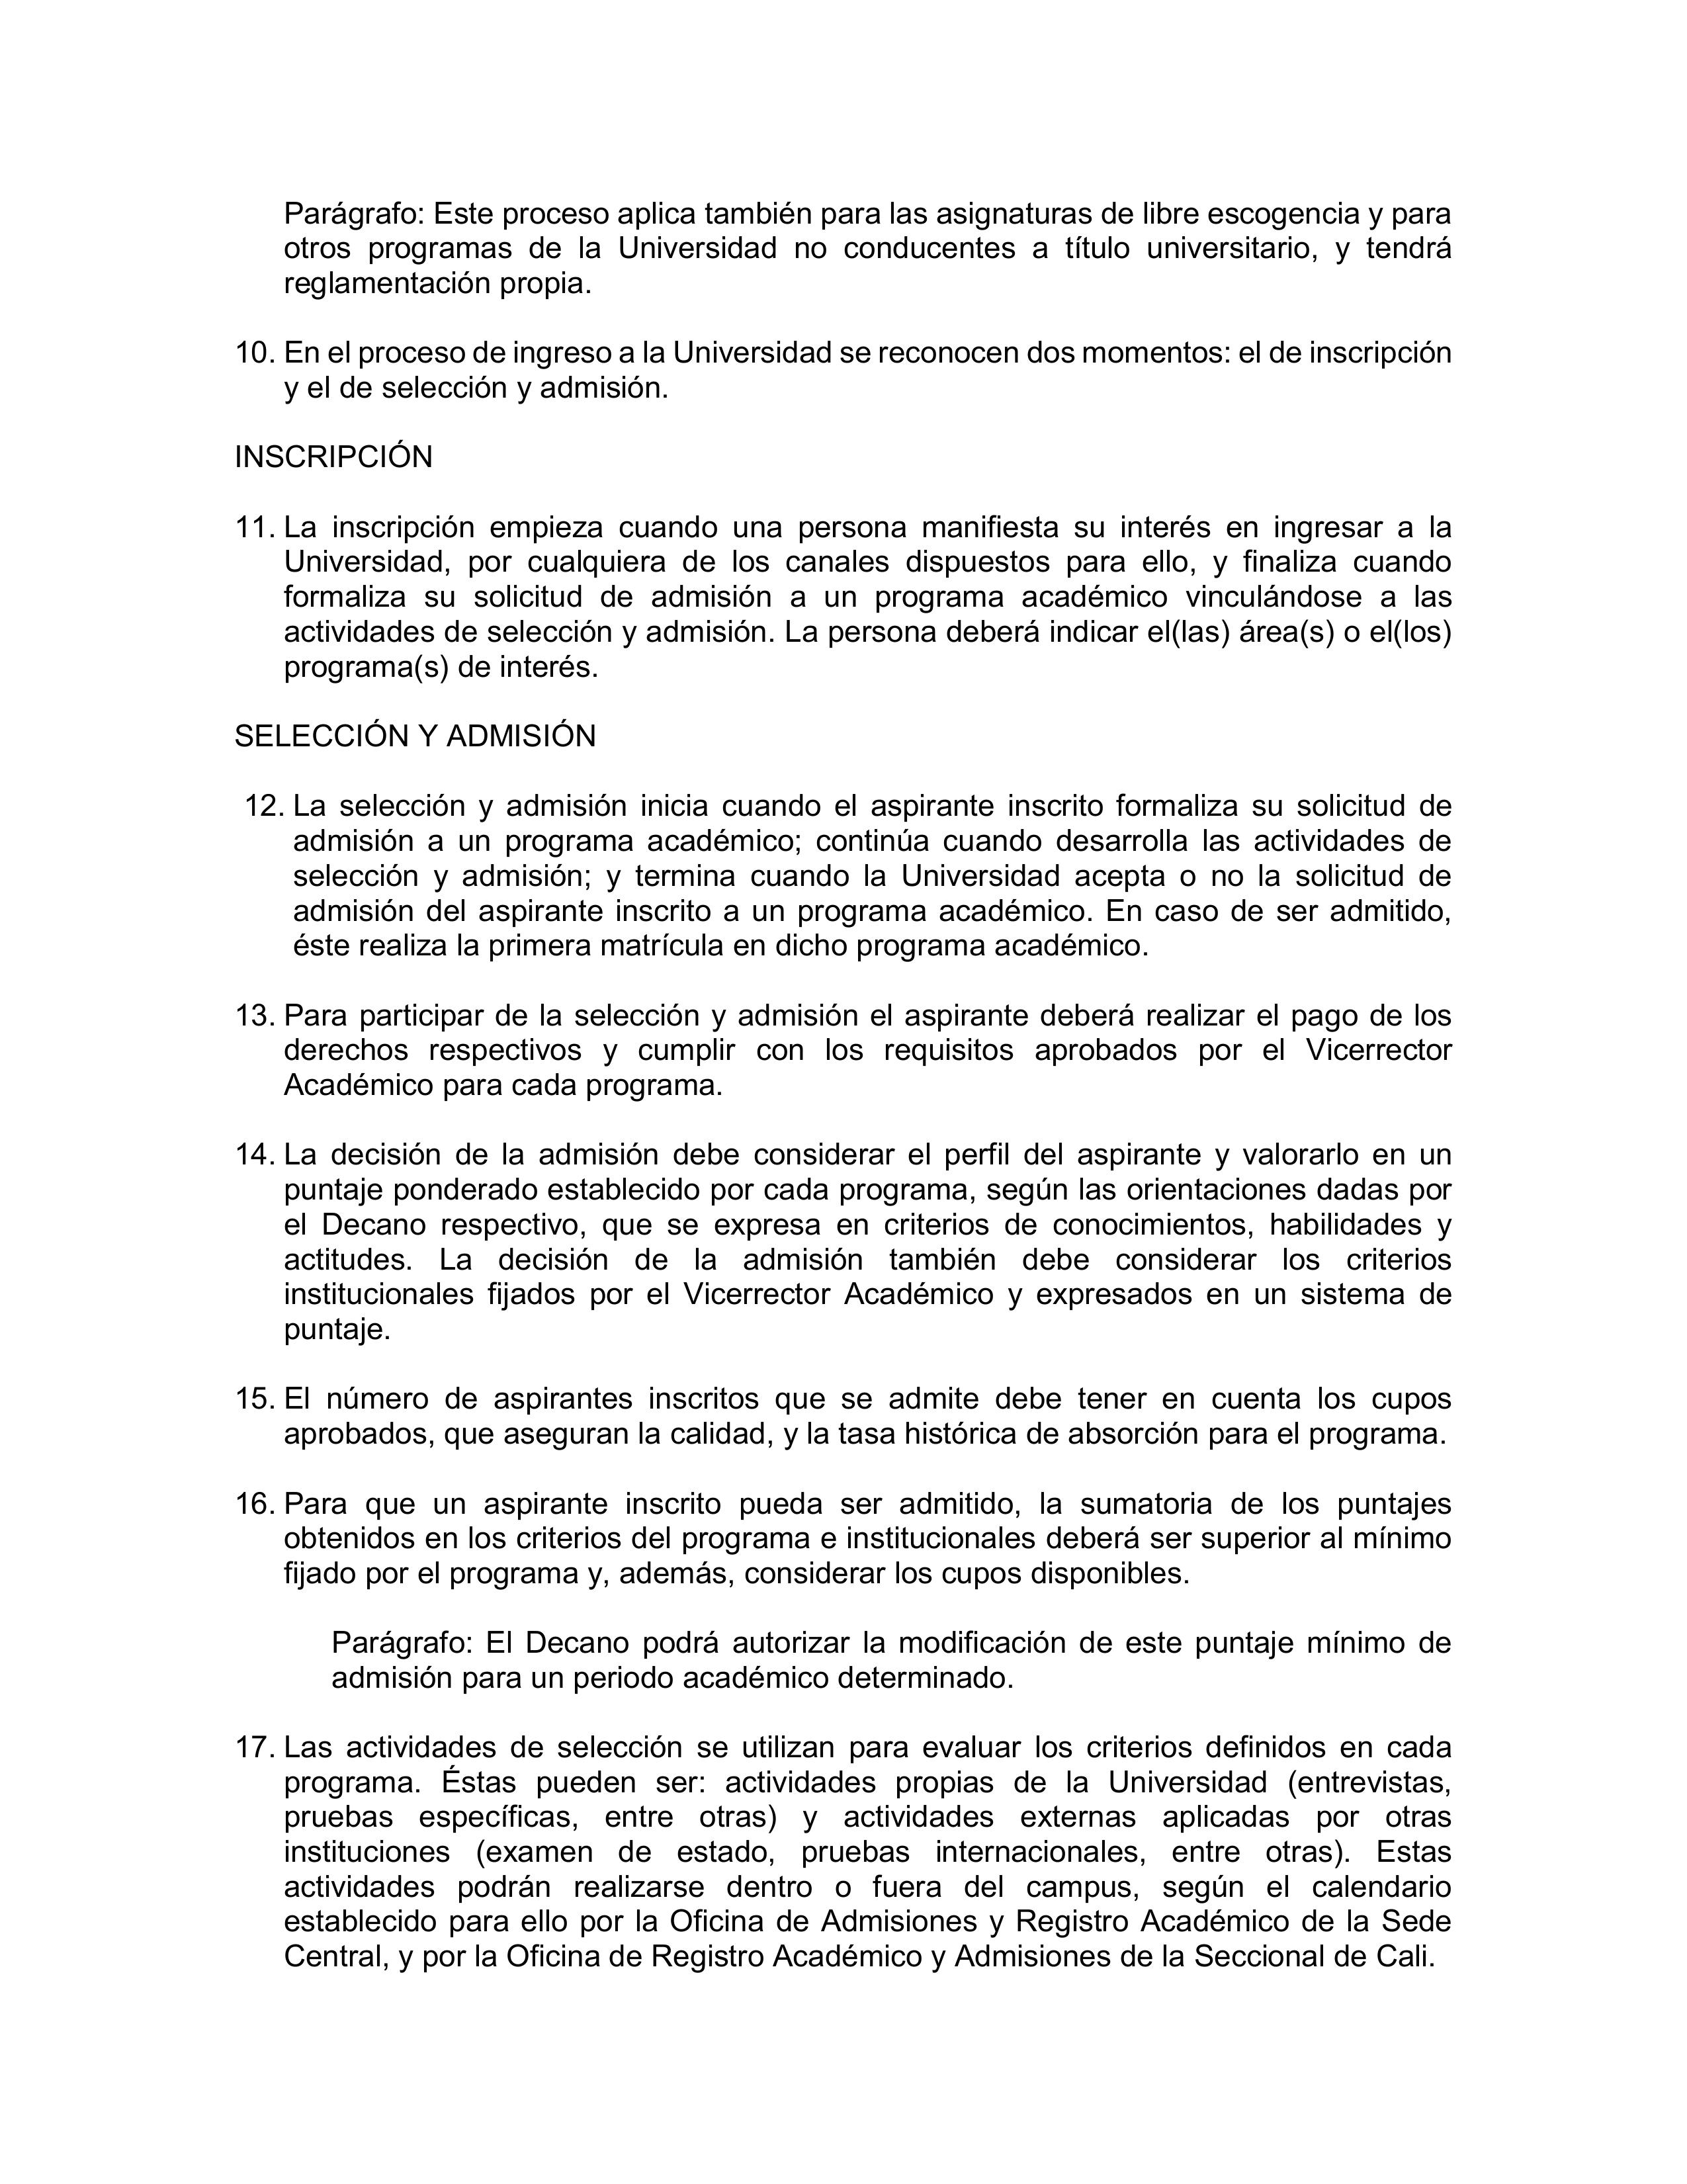 Parágrafo: Este proceso aplica también para las asignaturas de libre escogencia y para
otros programas de la Universidad no conducentes a título universitario, y tendrá
reglamentación propia.
10. En el proceso de ingreso a la Universidad se reconocen dos momentos: el de inscripción
y el de selección y admisión.
INSCRIPCIÓN
11. La inscripción empieza cuando una persona manifiesta su interés en ingresar a la
Universidad, por cualquiera de los canales dispuestos para ello, y finaliza cuando
formaliza su solicitud de admisión a un programa académico vinculándose a las
actividades de selección y admisión. La persona deberá indicar el(las) área(s) o el(los)
programa(s) de interés.
SELECCIÓN Y ADMISIÓN
12. La selección y admisión inicia cuando el aspirante inscrito formaliza su solicitud de
admisión a un programa académico; continúa cuando desarrolla las actividades de
selección y admisión; y termina cuando la Universidad acepta o no la solicitud de
admisión del aspirante inscrito a un programa académico. En caso de ser admitido,
éste realiza la primera matrícula en dicho programa académico.
13. Para participar de la selección y admisión el aspirante deberá realizar el pago de los
derechos respectivos y cumplir con los requisitos aprobados por el Vicerrector
Académico para cada programa.
14. La decisión de la admisión debe considerar el perfil del aspirante y valorarlo en un
puntaje ponderado establecido por cada programa, según las orientaciones dadas por
el Decano respectivo, que se expresa en criterios de conocimientos, habilidades y
actitudes. La decisión de la admisión también debe considerar los criterios
institucionales fijados por el Vicerrector Académico y expresados en un sistema de
puntaje.
15. El número de aspirantes inscritos que se admite debe tener en cuenta los cupos
aprobados, que aseguran la calidad, y la tasa histórica de absorción para el programa.
16. Para que un aspirante inscrito pueda ser admitido, la sumatoria de los puntajes
obtenidos en los criterios del programa e institucionales deberá ser superior al mínimo
fijado por el programa y, además, considerar los cupos disponibles.
Parágrafo: El Decano podrá autorizar la modificación de este puntaje mínimo de
admisión para un periodo académico determinado.
17. Las actividades de selección se utilizan para evaluar los criterios definidos en cada
programa. Éstas pueden ser: actividades propias de la Universidad (entrevistas,
pruebas específicas, entre otras) y actividades externas aplicadas por otras
instituciones (examen de estado, pruebas internacionales, entre otras). Estas
actividades podrán realizarse dentro o fuera del campus, según el calendario
establecido para ello por la Oficina de Admisiones y Registro Académico de la Sede
Central, y por la Oficina de Registro Académico y Admisiones de la Seccional de Cali.